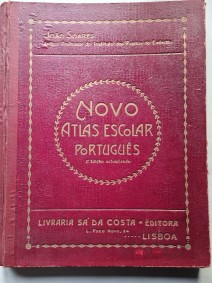 JOÃO SOARES
NOVO
ATLAS ESCOLAR
PORTUGUÊS
LIVRARIA SÁ DA COSTA • EDITORA
LISBOA